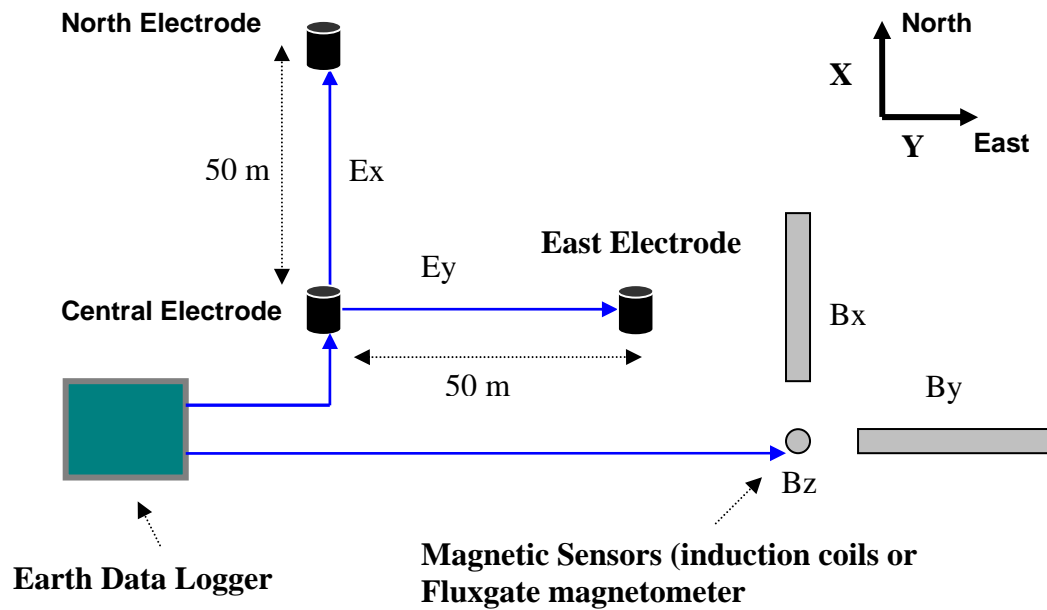 North Electrode
North
X
Y
East
50 m
Ex
East Electrode
Ey
Central Electrode
Bx
50 m
By
Bz
Magnetic Sensors (induction coils or
Fluxgate magnetometer
Earth Data Logger